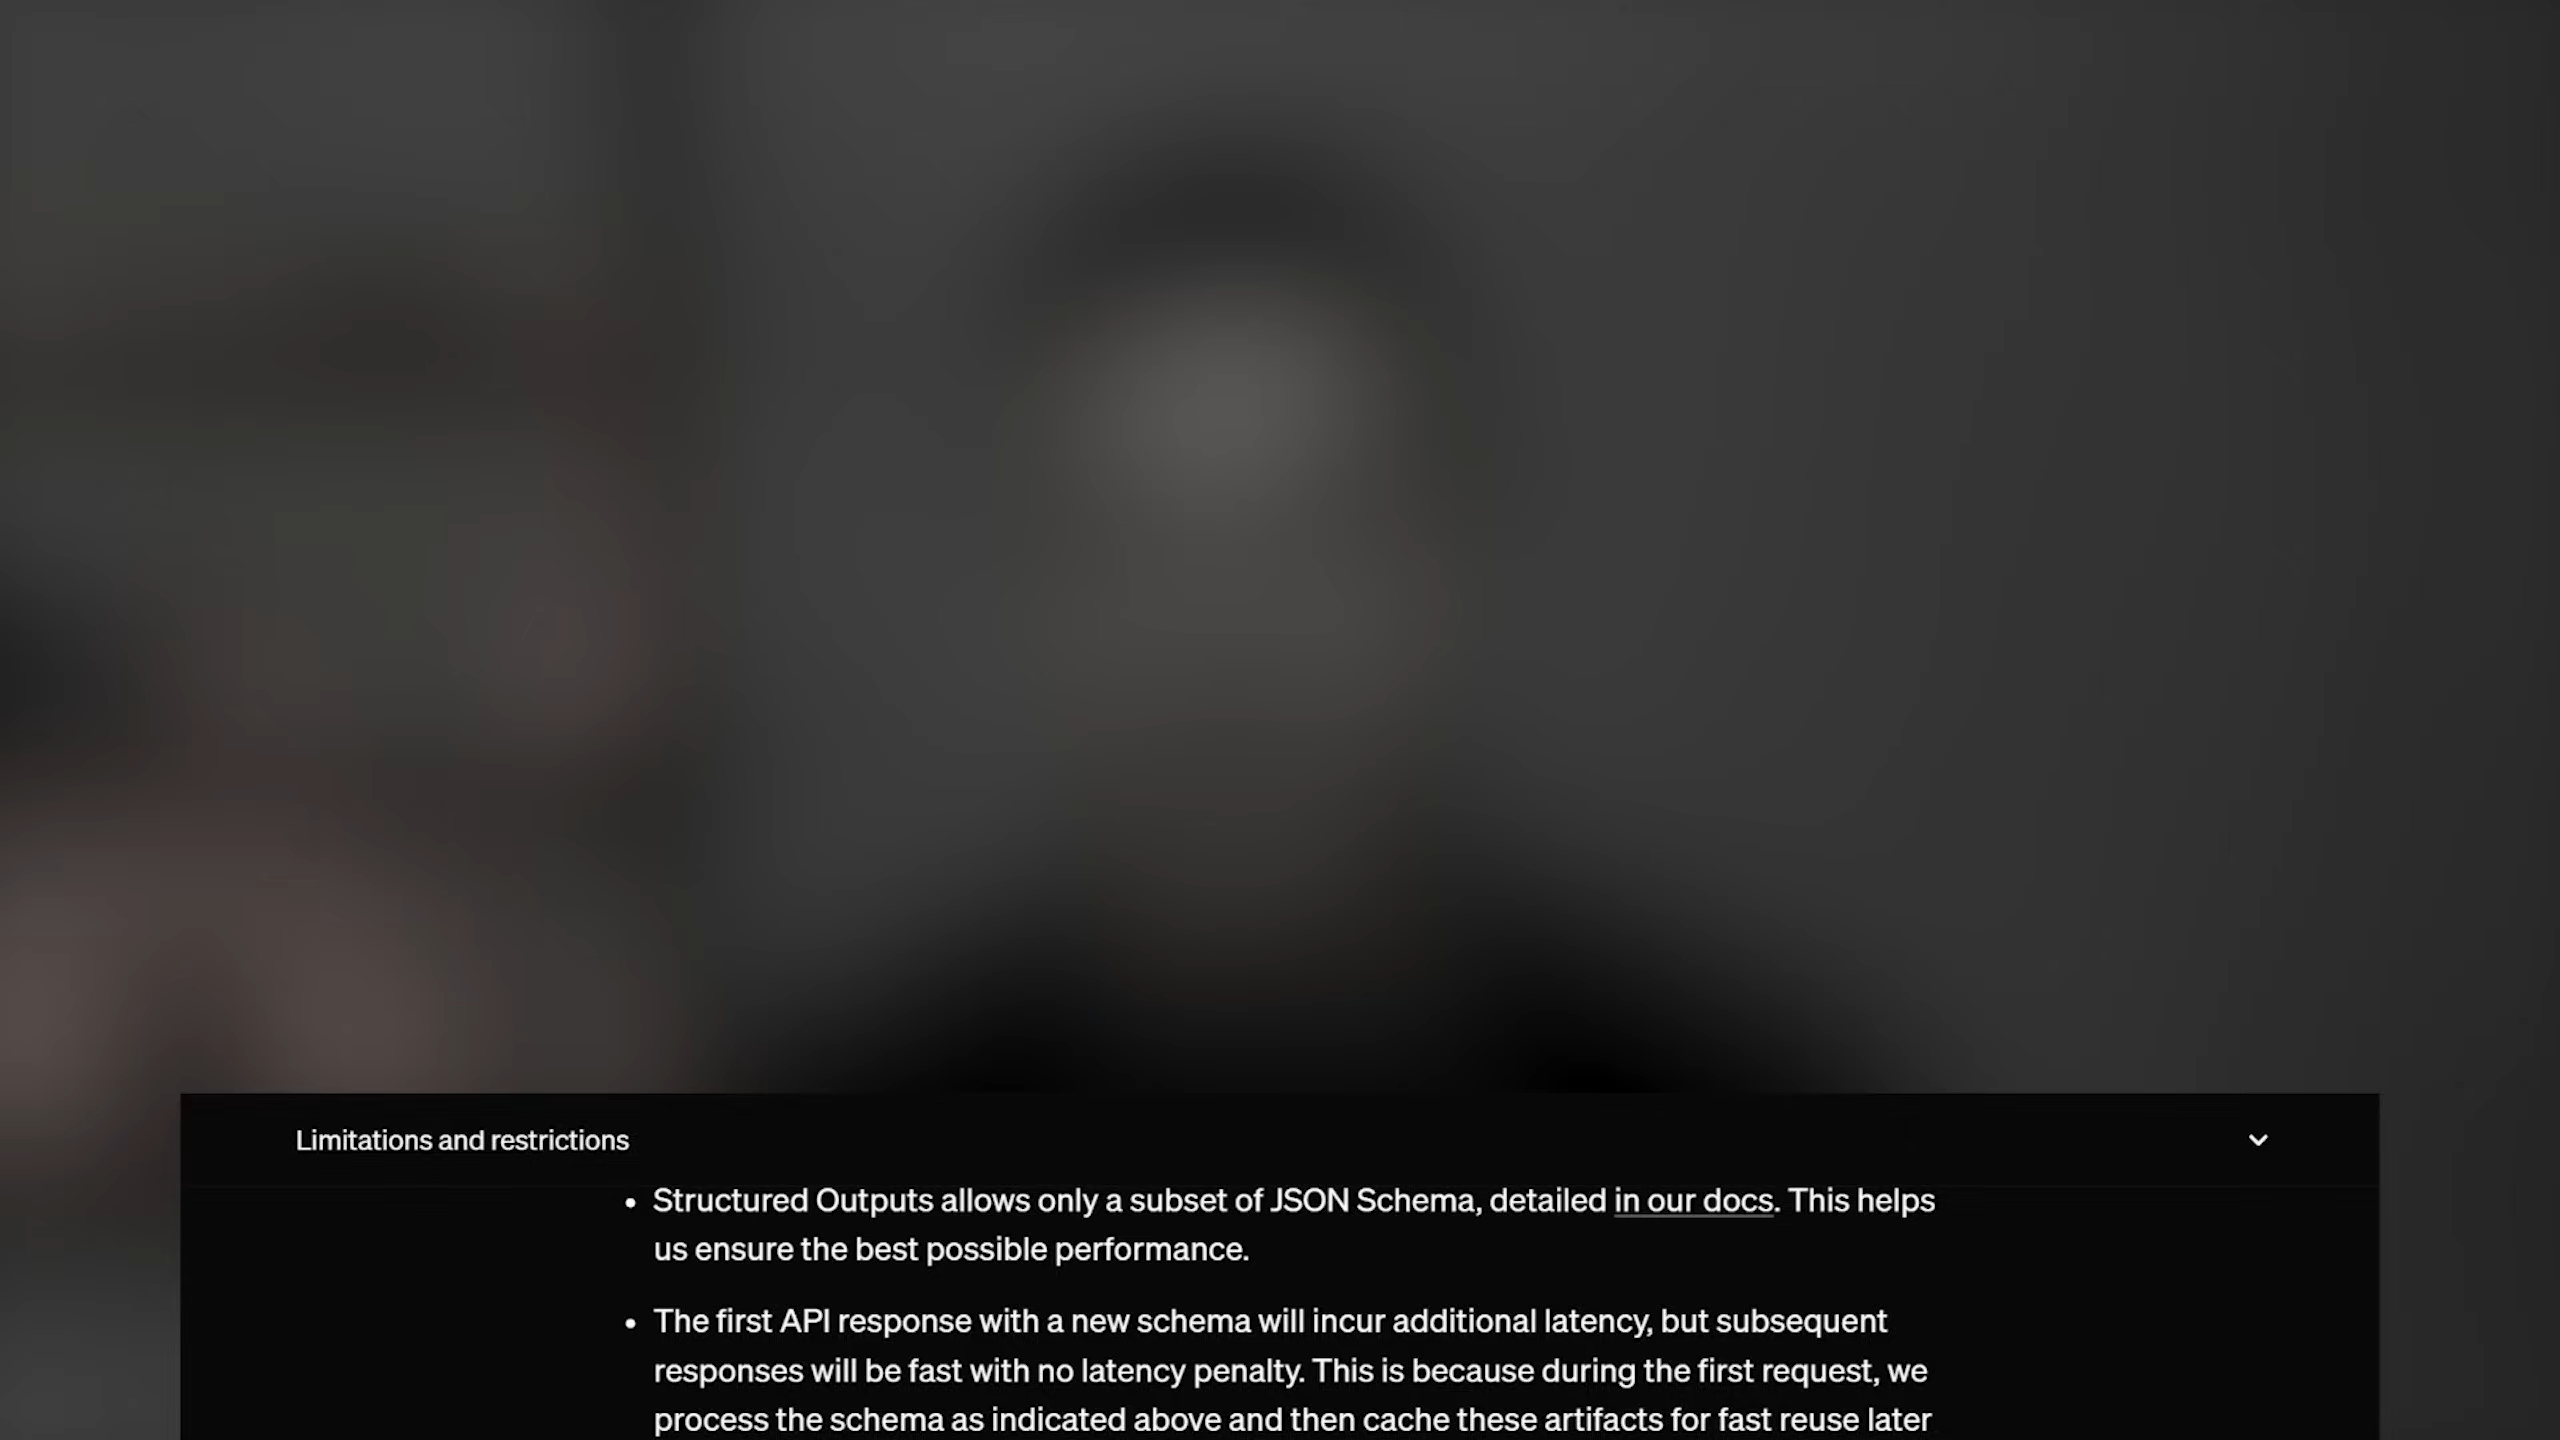 Limitations and restrictions
• Structured Outputs allows only a subset of JSON Schema, detailed in our docs. This helps
us ensure the best possible performance.
• The first API response with a new schema will incur additional latency, but subsequent
responses will be fast with no latency penalty. This is because during the first request, we
process the schema as indicated above and then cache these artifacts for fast reuse later